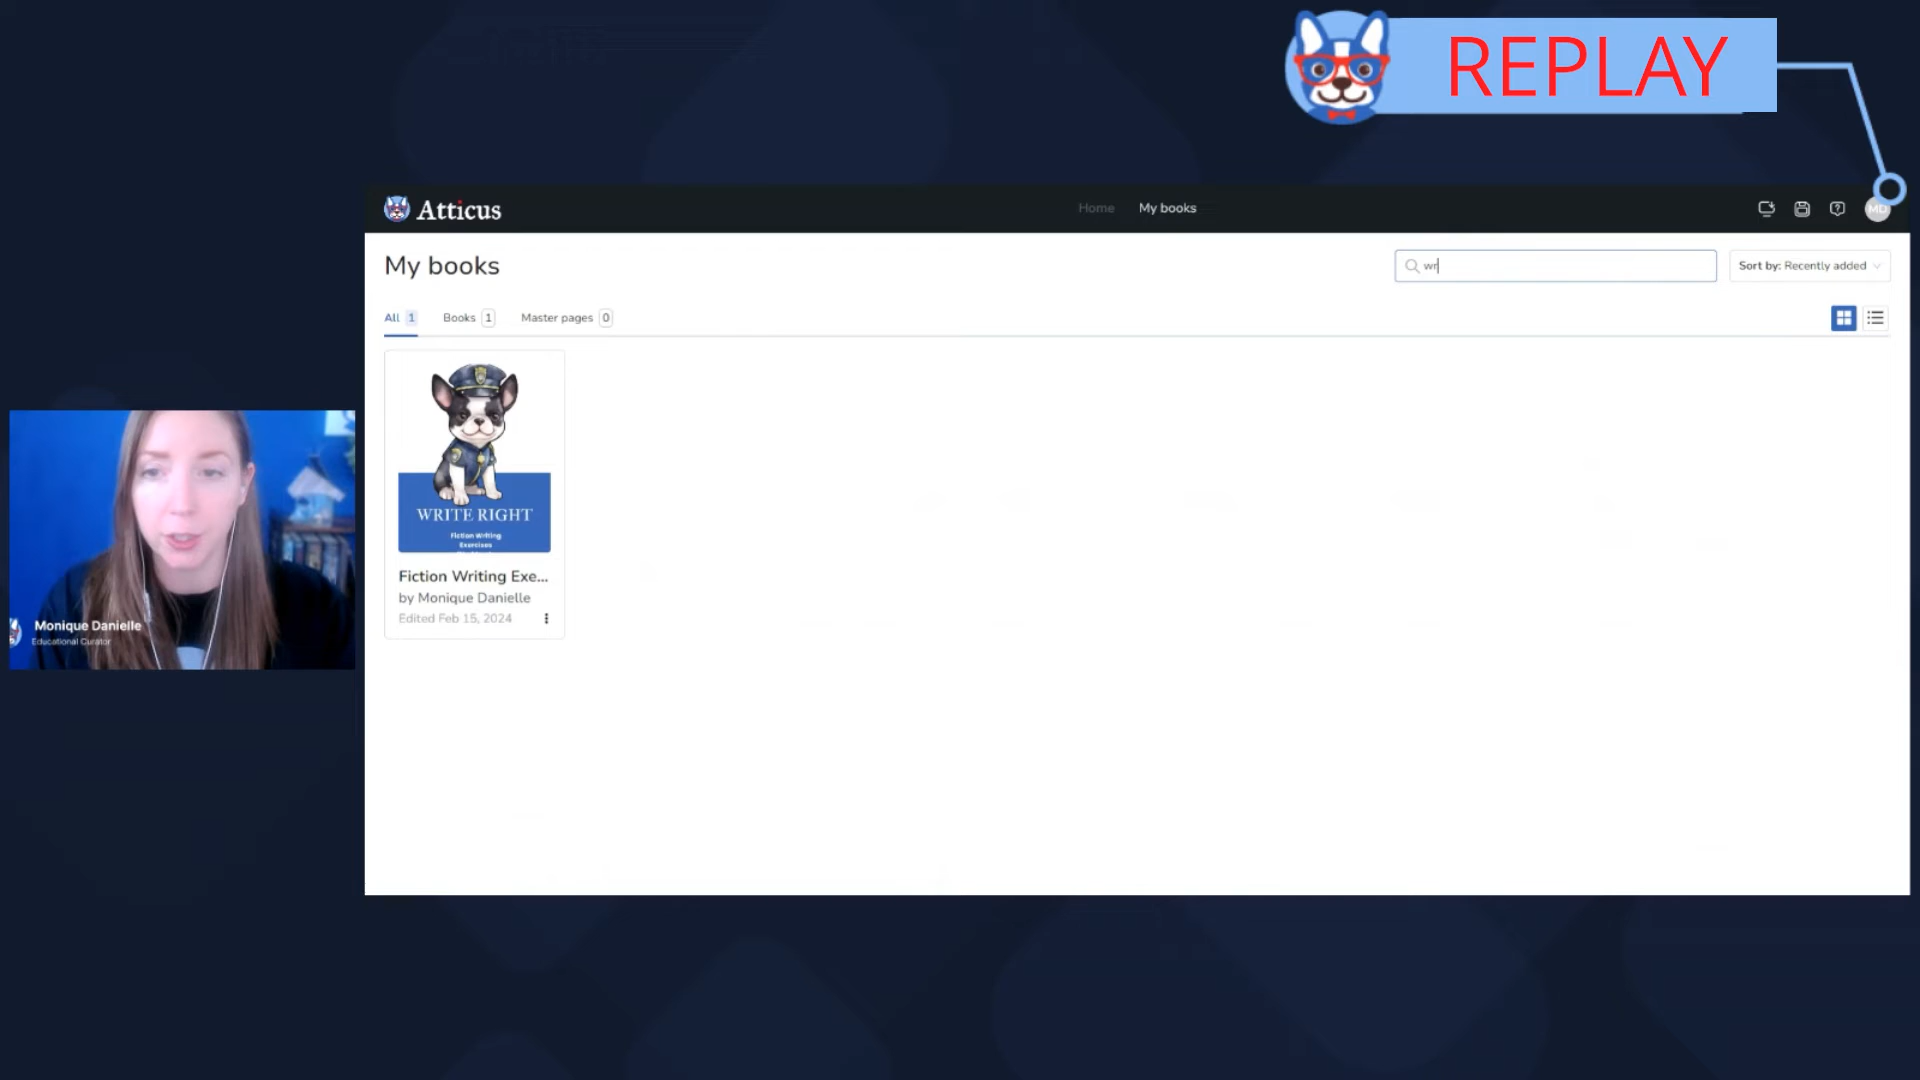 REPLAY
Atticus
Home
My books
MD
My books
wr
Sort by: Recently added
All 1
Books 1
Master pages 0
WRITE RIGHT
Fiction Writing
Exercises
Fiction Writing Exe...
by Monique Danielle
Edited Feb 15, 2024
Monique Danielle
Educational Curator